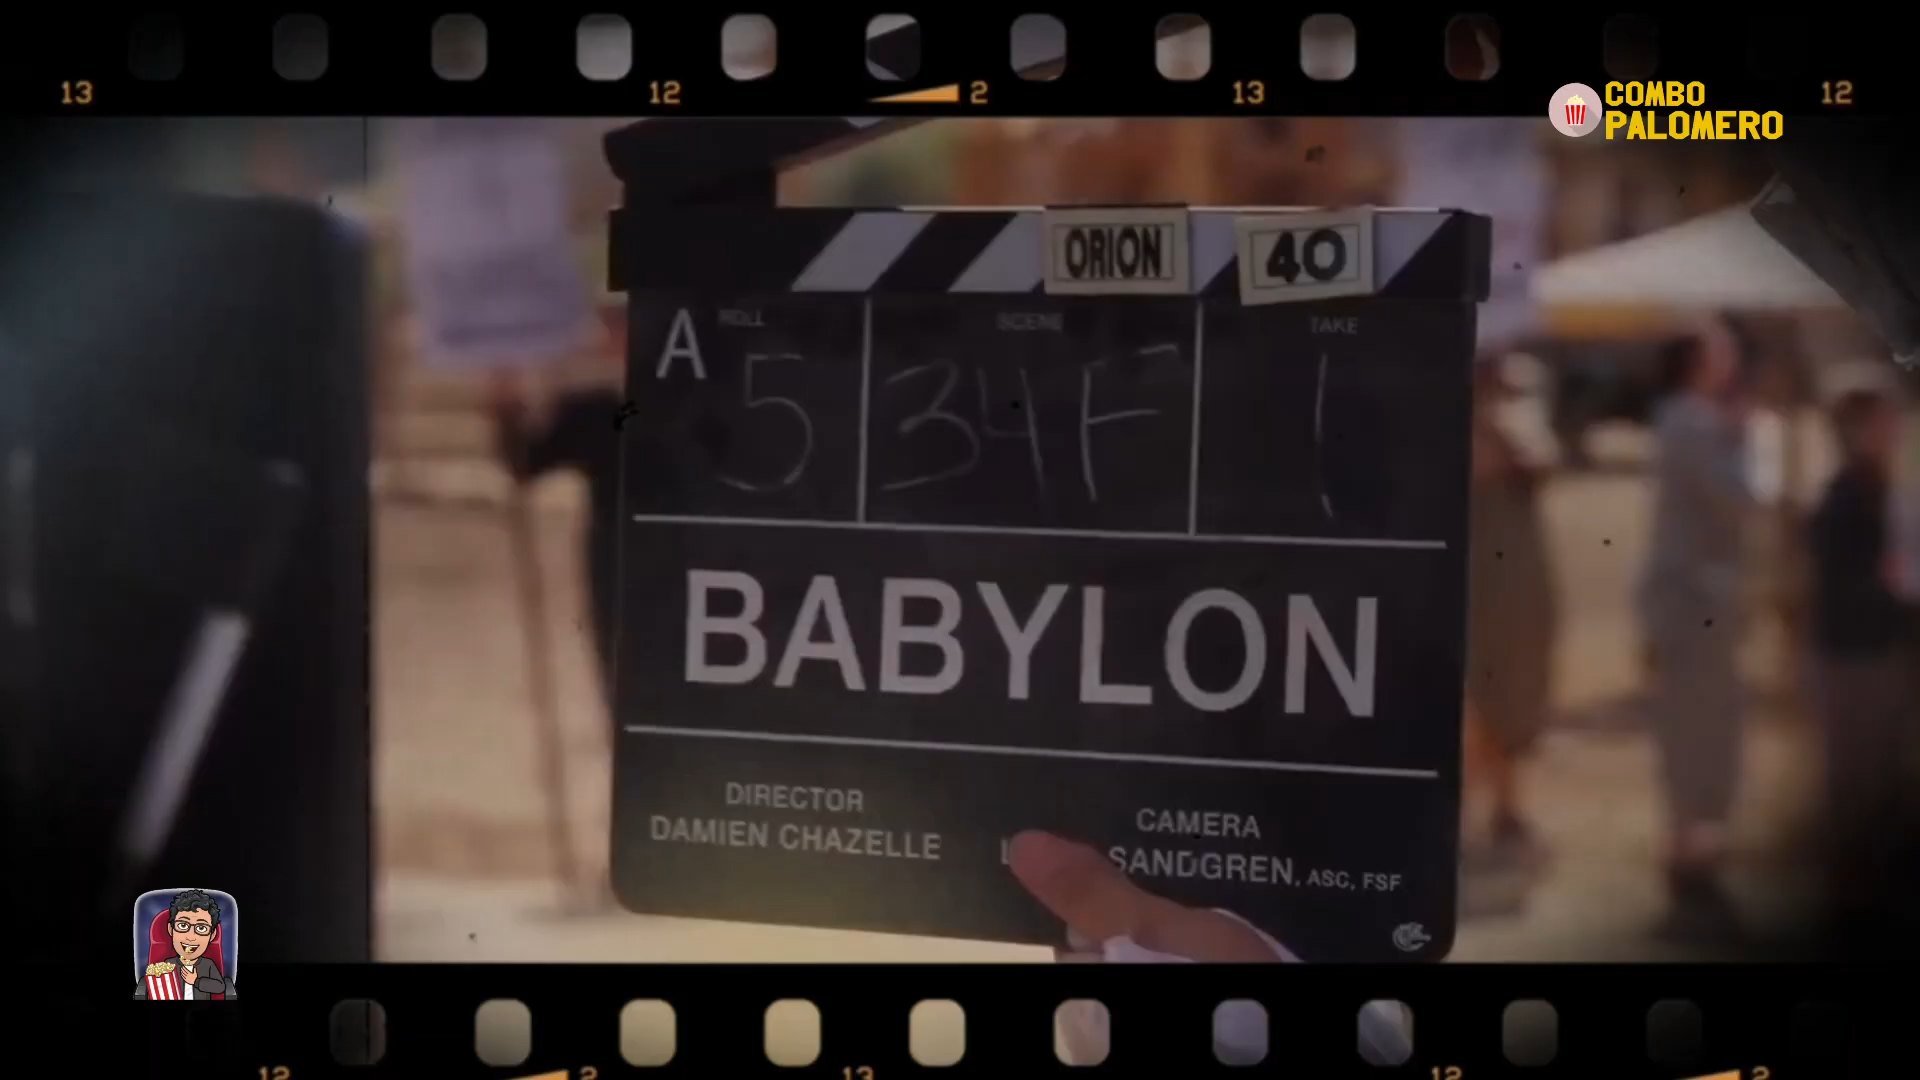 13 12 2 13 12
COMBO
PALOMERO
ORION 40
A ROLL SCENE TAKE
5 34F 1
BABYLON
DIRECTOR
DAMIEN CHAZELLE
CAMERA
SANDGREN, ASC, FSF
12 2 13 12 2